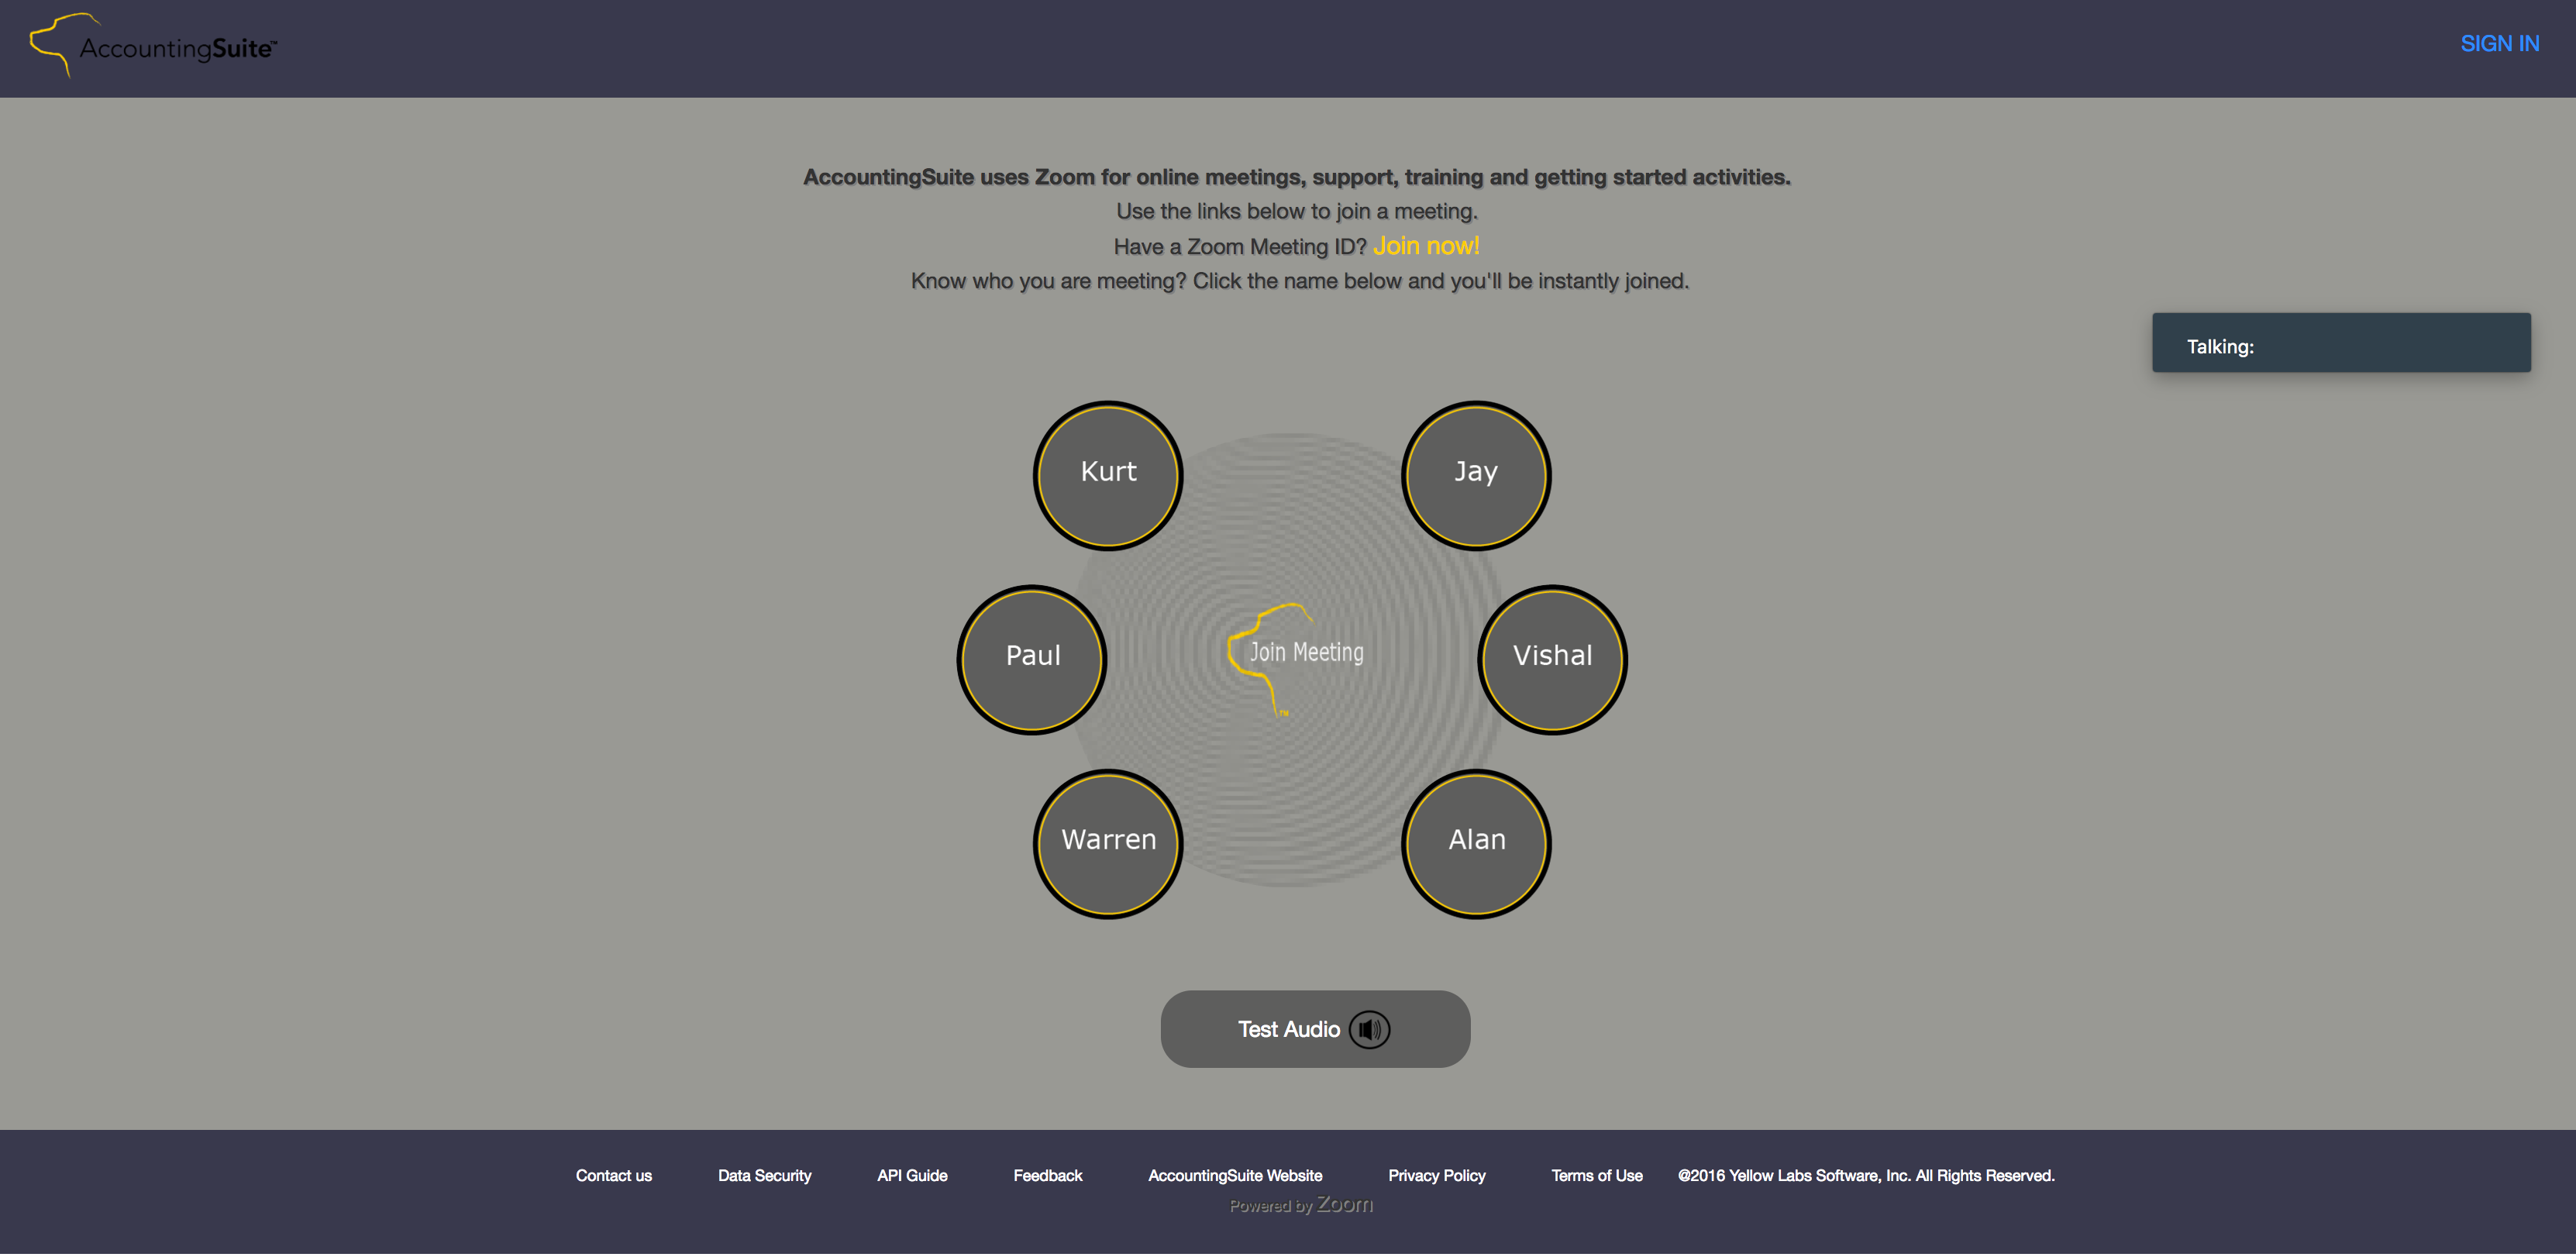 AccountingSuite™
SIGN IN
AccountingSuite uses Zoom for online meetings, support, training and getting started activities.
Use the links below to join a meeting.
Have a Zoom Meeting ID? Join now!
Know who you are meeting? Click the name below and you'll be instantly joined.
Talking:
Kurt
Jay
Paul
Join Meeting
TM
Vishal
Warren
Alan
Test Audio
Contact us Data Security API Guide Feedback AccountingSuite Website Privacy Policy Terms of Use @2016 Yellow Labs Software, Inc. All Rights Reserved.
Powered by Zoom